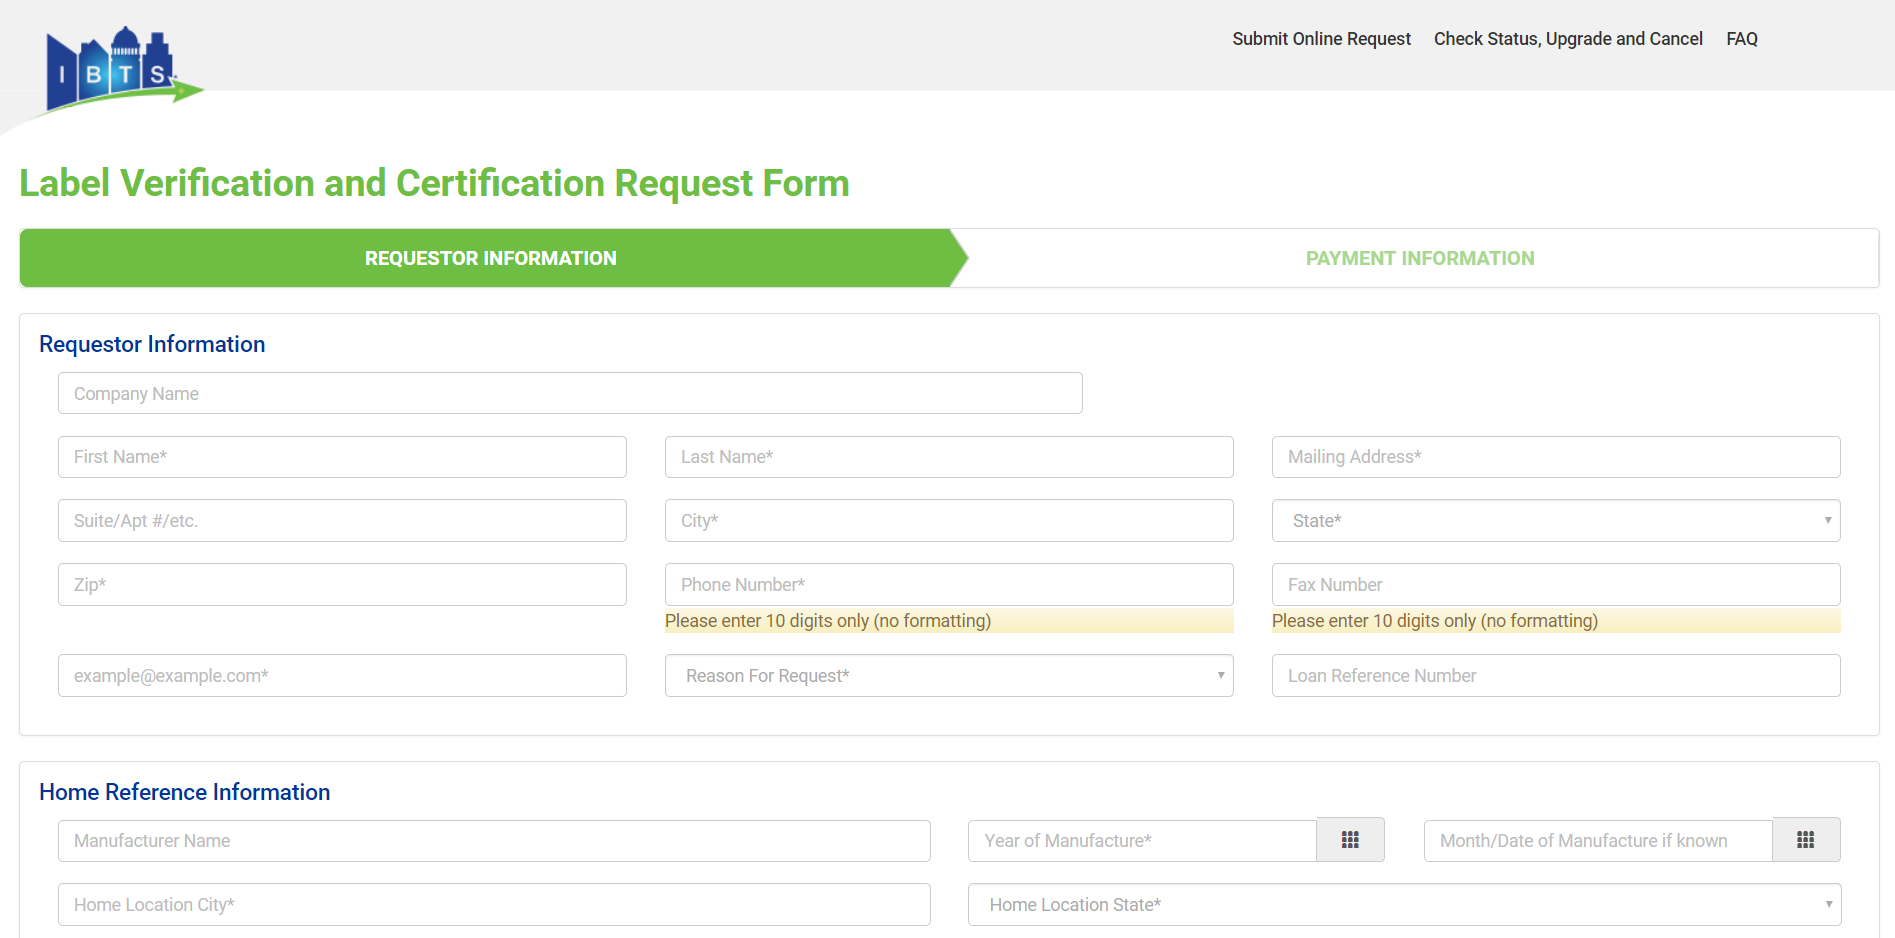 Submit Online Request Check Status, Upgrade and Cancel FAQ
IBTS
Label Verification and Certification Request Form
REQUESTOR INFORMATION PAYMENT INFORMATION
Requestor Information
Company Name
First Name* Last Name* Mailing Address*
Suite/Apt #/etc. City* State*
Zip* Phone Number* Fax Number
Please enter 10 digits only (no formatting) Please enter 10 digits only (no formatting)
example@example.com* Reason For Request* Loan Reference Number
Home Reference Information
Manufacturer Name Year of Manufacture* Month/Date of Manufacture if known
Home Location City* Home Location State*